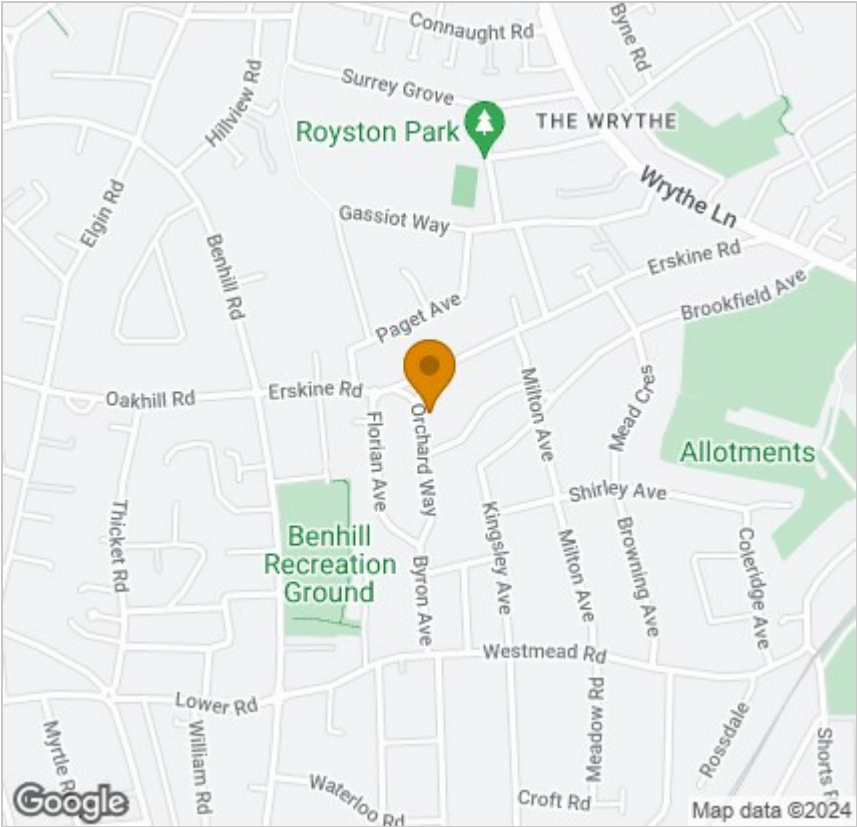 Connaught Rd
Byne Rd
Hillview Rd
Surrey Grove
Royston Park
THE WRYTHE
Wrythe Ln
Elgin Rd
Gassiot Way
Benhill Rd
Erskine Rd
Brookfield Ave
Paget Ave
Oakhill Rd
Erskine Rd
Milton Ave
Mead Cres
Florian Ave
Orchard Way
Allotments
Shirley Ave
Thicket Rd
Benhill
Recreation
Ground
Kingsley Ave
Milton Ave
Browning Ave
Coleridge Ave
Byron Ave
Westmead Rd
Lower Rd
Myrtle R
William Rd
Meadow Rd
Rossdale
Shorts R
Waterloo Rd
Croft Rd
Google
Map data ©2024